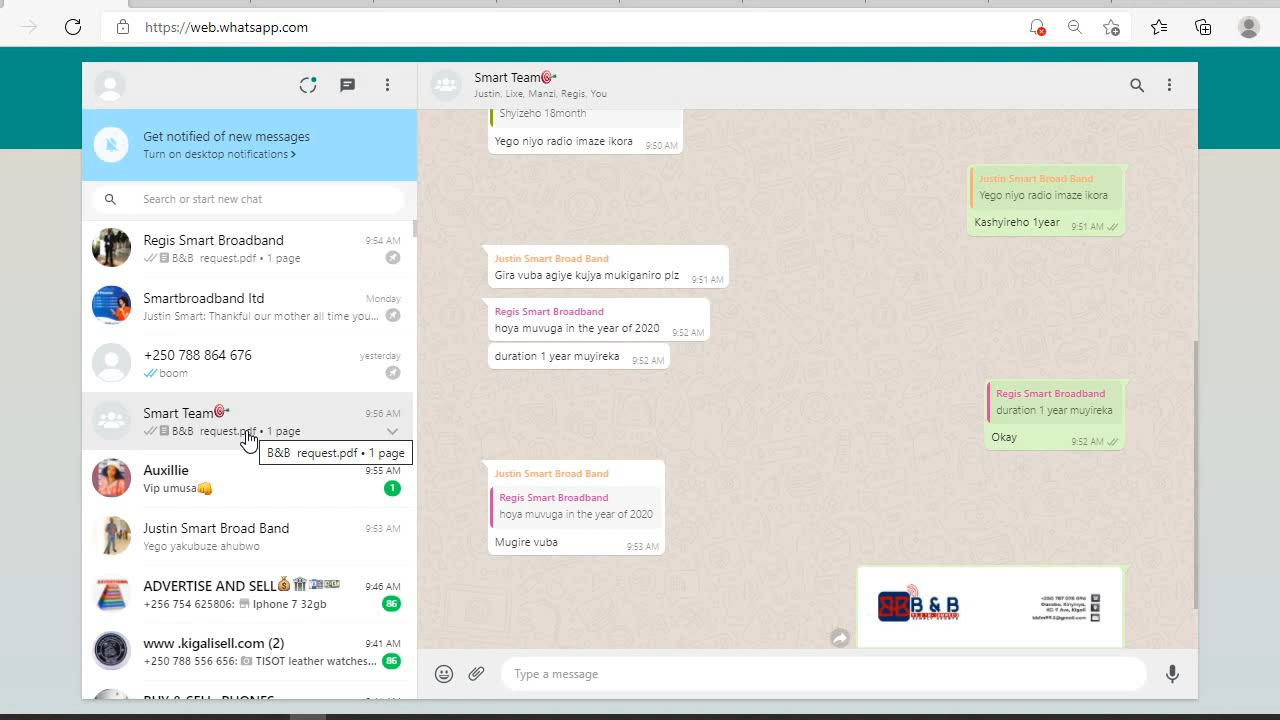 https://web.whatsapp.com
Get notified of new messages
Turn on desktop notifications >
Search or start new chat
Regis Smart Broadband 9:54 AM
B&B request.pdf • 1 page
Smartbroadband ltd Monday
Justin Smart: Thankful our mother all time you...
+250 788 864 676 yesterday
boom
Smart Team🎯 9:56 AM
B&B request.pdf • 1 page
B&B request.pdf • 1 page
Auxillie 9:55 AM
Vip umusa👊 1
Justin Smart Broad Band 9:53 AM
Yego yakubuze ahubwo
ADVERTISE AND SELL💰 9:46 AM
+256 754 625806: Iphone 7 32gb 86
www .kigalisell.com (2) 9:41 AM
+250 788 556 656: TISOT leather watches... 86
Smart Team🎯
Justin, Lixe, Manzi, Regis, You
Shyizeho 18month
Yego niyo radio imaze ikora 9:50 AM
Justin Smart Broad Band
Yego niyo radio imaze ikora
Kashyireho 1year 9:51 AM
Justin Smart Broad Band
Gira vuba agiye kujya mukiganiro plz 9:51 AM
Regis Smart Broadband
hoya muvuga in the year of 2020 9:52 AM
duration 1 year muyireka 9:52 AM
Regis Smart Broadband
duration 1 year muyireka
Okay 9:52 AM
Justin Smart Broad Band
Regis Smart Broadband
hoya muvuga in the year of 2020
Mugire vuba 9:53 AM
B & B
Type a message